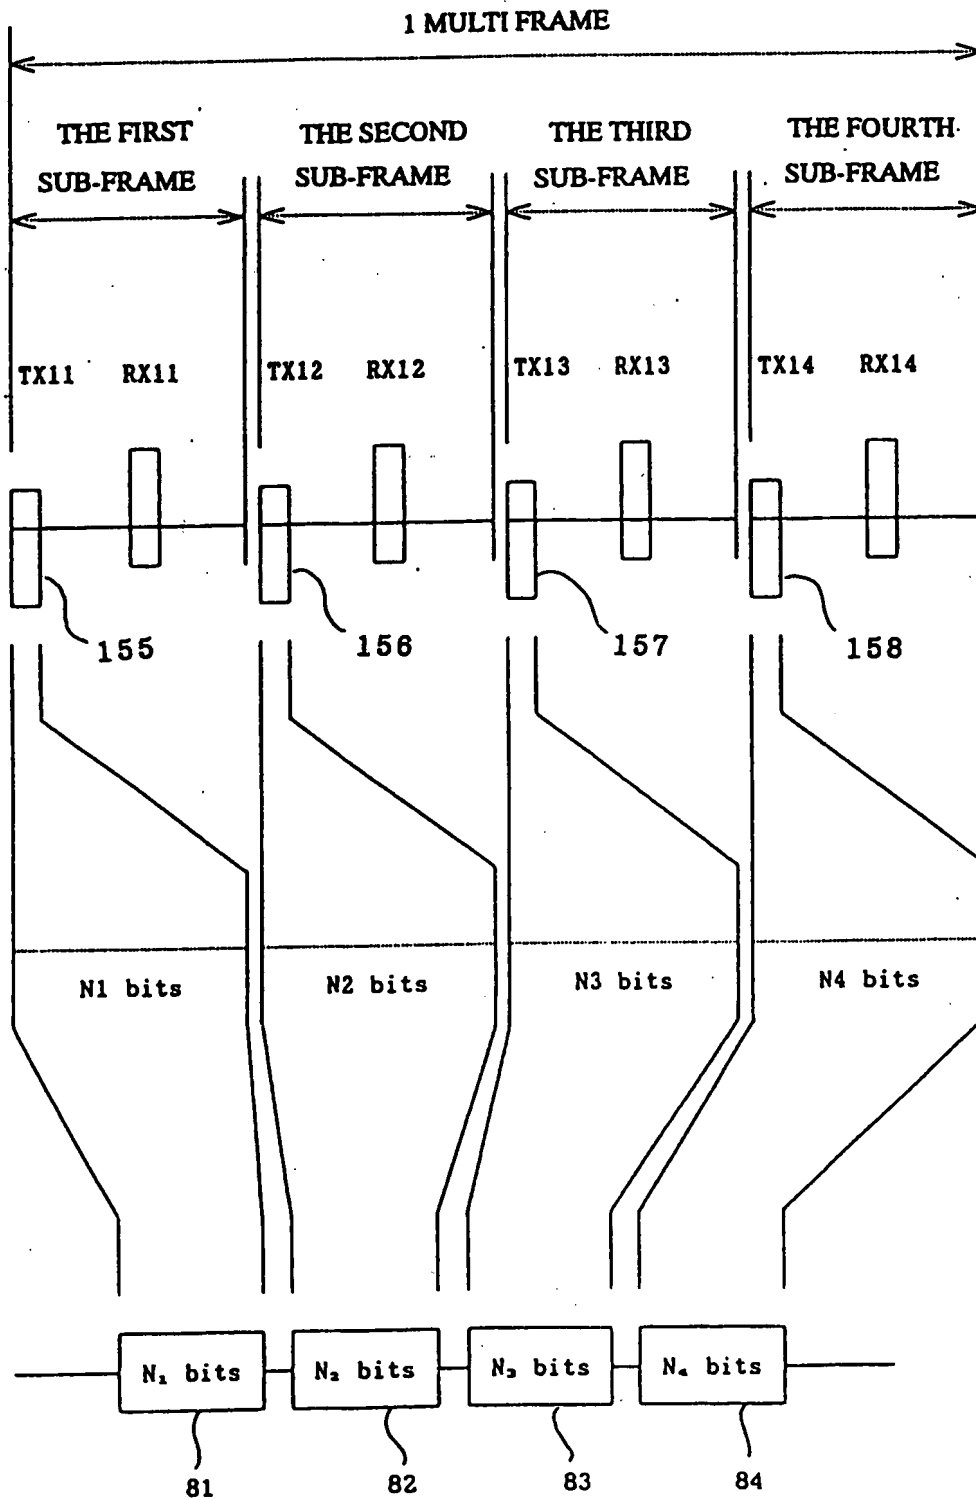 1 MULTI FRAME
THE FIRST SUB-FRAME
THE SECOND SUB-FRAME
THE THIRD SUB-FRAME
THE FOURTH SUB-FRAME
TX11 RX11 TX12 RX12 TX13 RX13 TX14 RX14
155 156 157 158
N1 bits N2 bits N3 bits N4 bits
N₁ bits N₂ bits N₃ bits N₄ bits
81 82 83 84